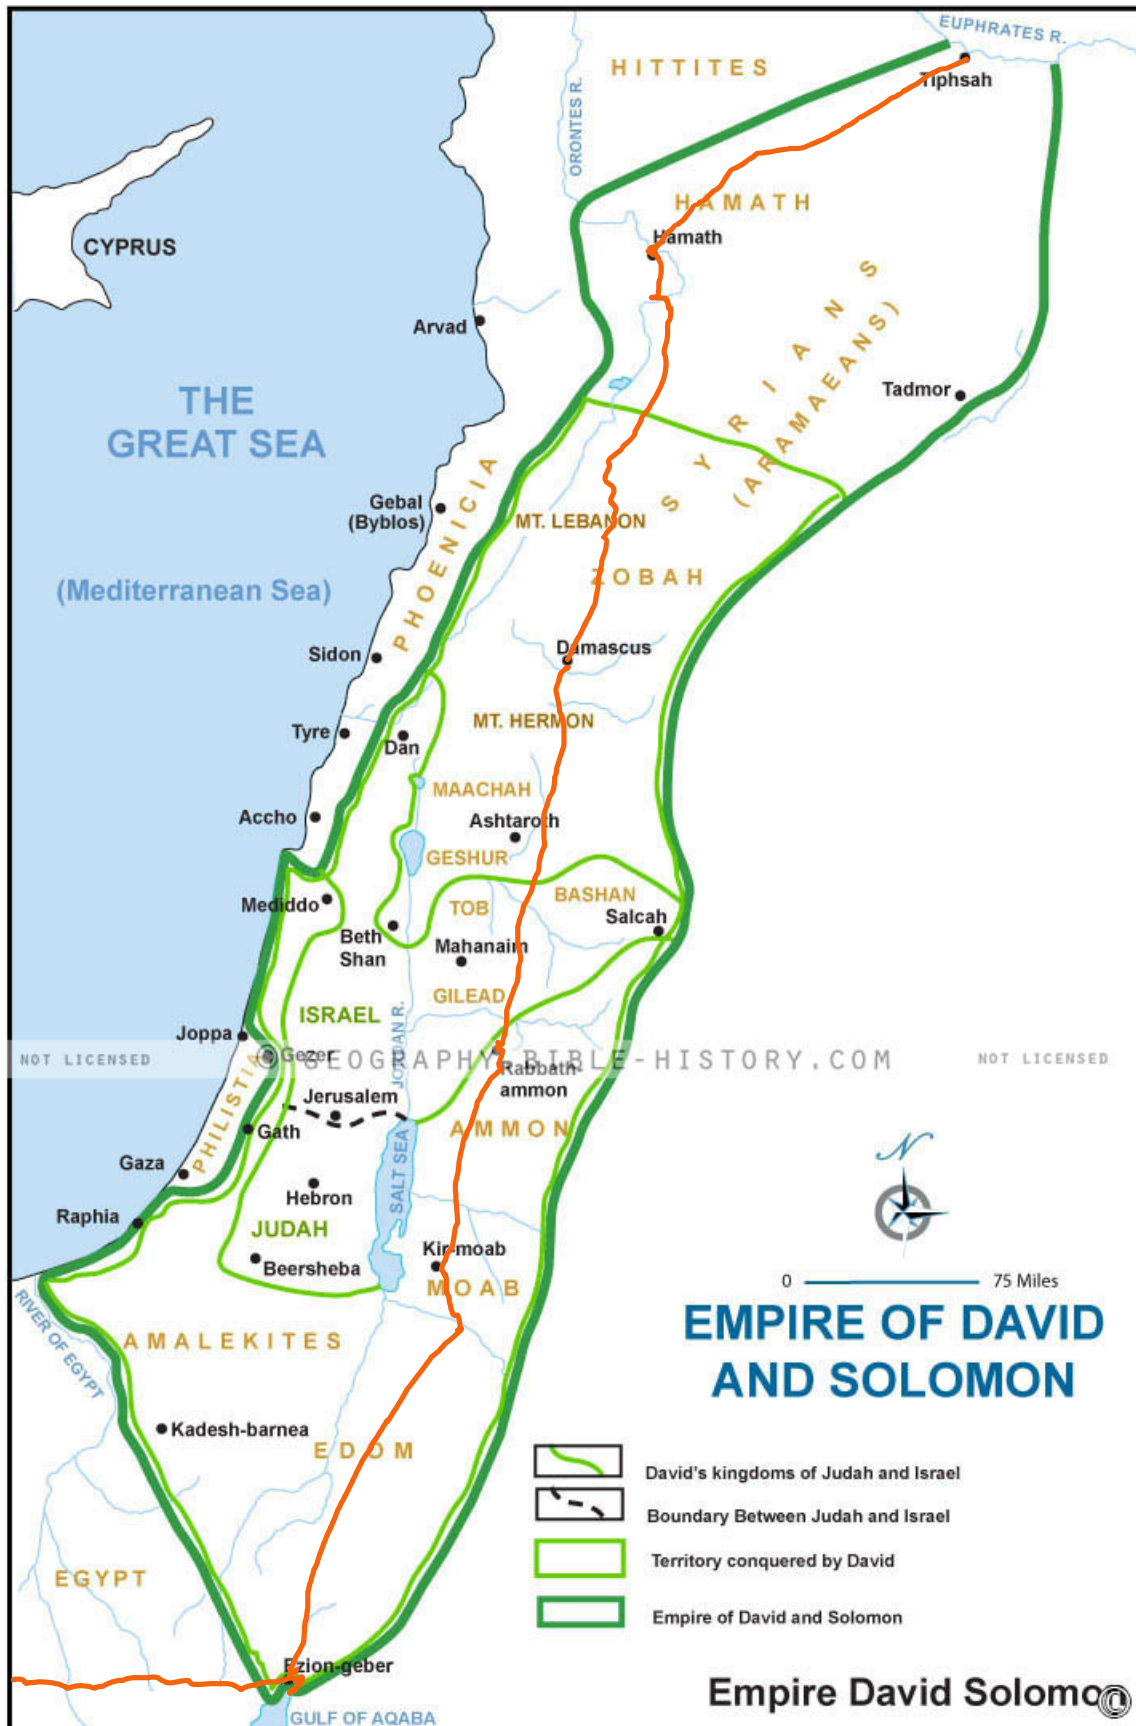 EUPHRATES R.
HITTITES
Tiphsah
ORONTES R.
HAMATH
Hamath
CYPRUS
Arvad
SYRIANS
(ARAMAEANS)
Tadmor
THE
GREAT SEA
PHOENICIA
Gebal
(Byblos)
MT. LEBANON
ZOBAH
(Mediterranean Sea)
Sidon
Damascus
Tyre
Dan
MT. HERMON
MAACHAH
Accho
Ashtaroth
GESHUR
BASHAN
Mediddo
TOB
Salcah
Beth
Shan
Mahanaim
GILEAD
ISRAEL
JORDAN R.
Joppa
NOT LICENSED
© GEOGRAPHY BIBLE-HISTORY.COM
NOT LICENSED
Gezer
Rabbath-
ammon
PHILISTIA
Jerusalem
Gath
AMMON
SALT SEA
Gaza
Hebron
N
Raphia
JUDAH
Kir-moab
Beersheba
MOAB
0 75 Miles
RIVER OF EGYPT
AMALEKITES
EMPIRE OF DAVID
AND SOLOMON
Kadesh-barnea
EDOM
David's kingdoms of Judah and Israel
Boundary Between Judah and Israel
Territory conquered by David
EGYPT
Empire of David and Solomon
Ezion-geber
Empire David Solomon
©
GULF OF AQABA